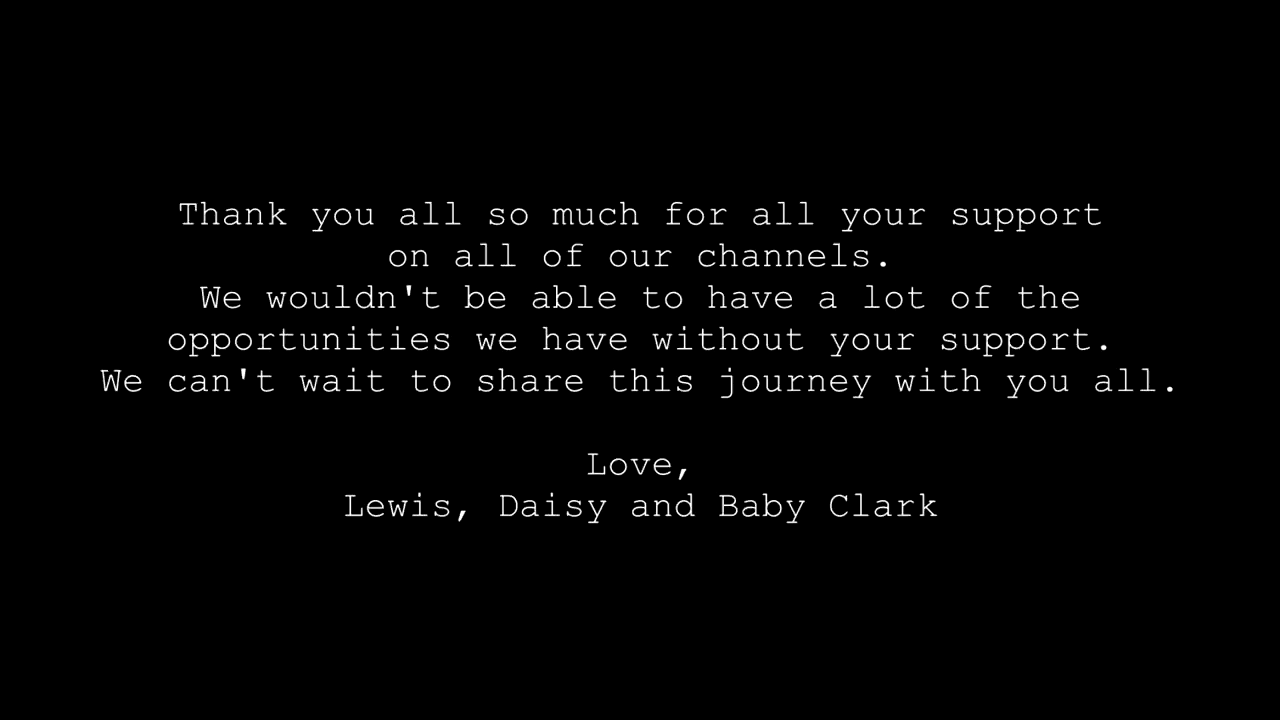 Thank you all so much for all your support
on all of our channels.
We wouldn't be able to have a lot of the
opportunities we have without your support.
We can't wait to share this journey with you all.
Love,
Lewis, Daisy and Baby Clark